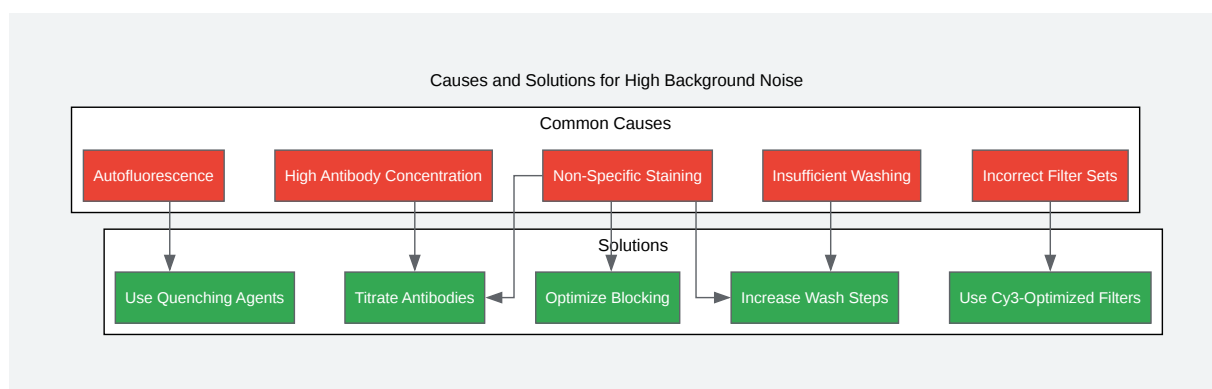 Causes and Solutions for High Background Noise
Common Causes
Autofluorescence
High Antibody Concentration
Non-Specific Staining
Insufficient Washing
Incorrect Filter Sets
Solutions
Use Quenching Agents
Titrate Antibodies
Optimize Blocking
Increase Wash Steps
Use Cy3-Optimized Filters